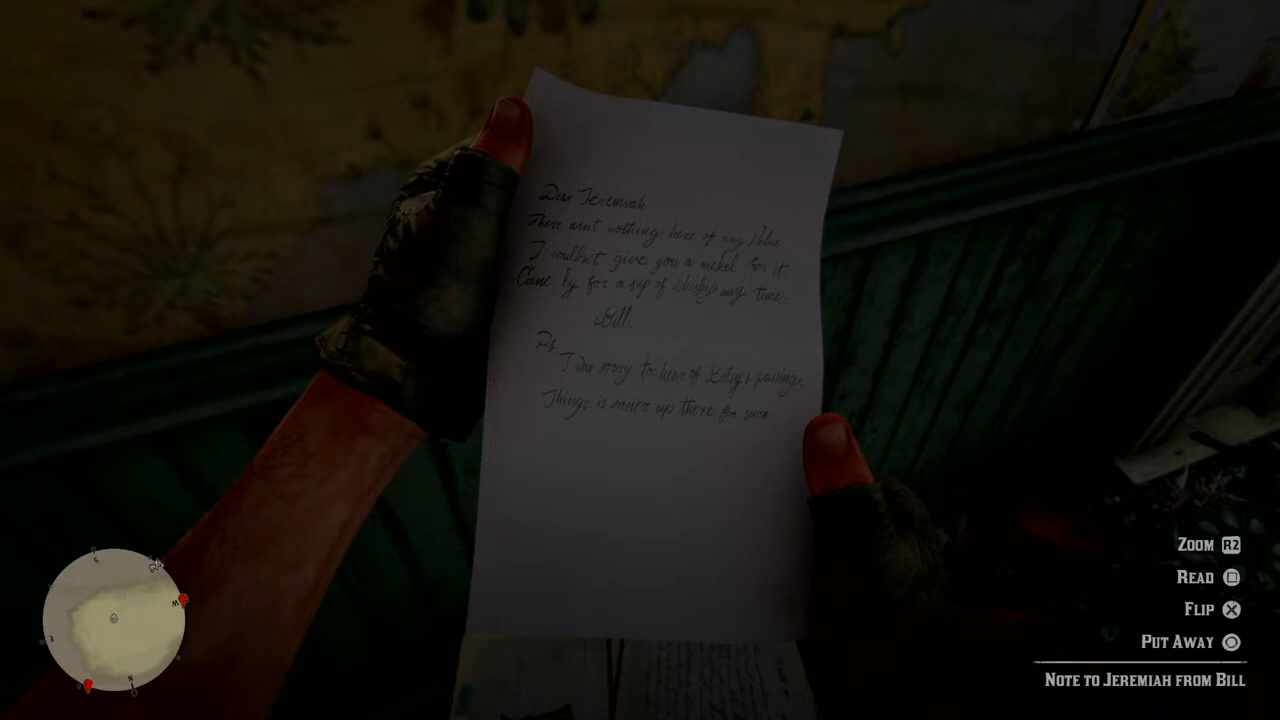 Dear Jeremiah
There ain't nothing here of any Value
I couldn't give you a nickel for it
Come by for a sip of whisky any time.
Bill.
Ps
I was sorry to hear of passing.
Things is easier up there for sure
ZOOM R2
READ
FLIP
PUT AWAY
NOTE TO JEREMIAH FROM BILL
S
W
E
N